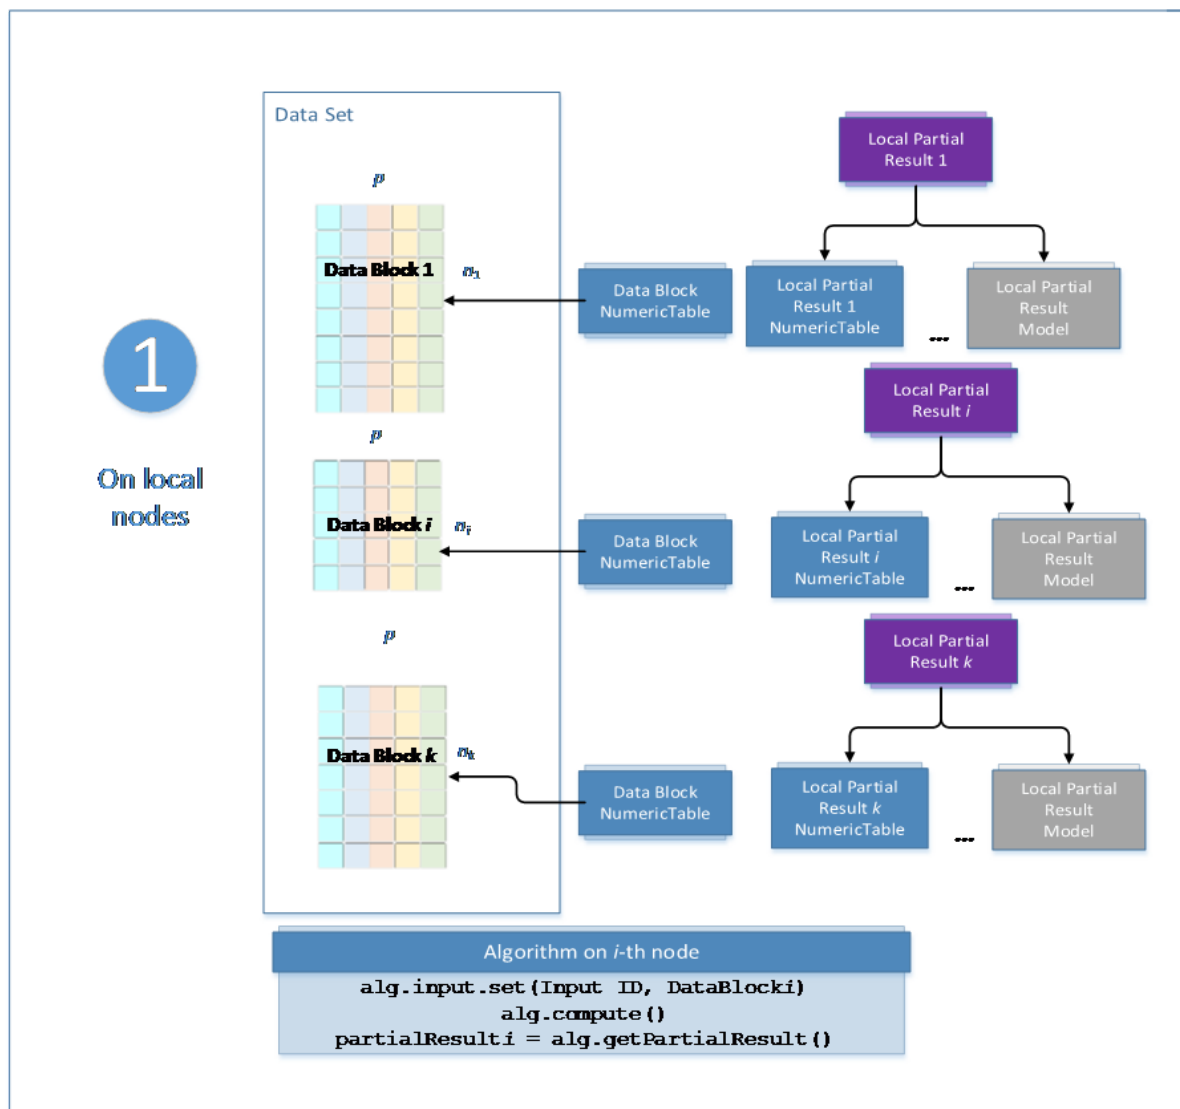 Data Set
p
Data Block 1
n₁
Data Block
NumericTable
Local Partial
Result 1
Local Partial
Result 1
NumericTable
...
Local Partial
Result
Model
1
On local
nodes
p
Data Block i
nᵢ
Data Block
NumericTable
Local Partial
Result i
Local Partial
Result i
NumericTable
...
Local Partial
Result
Model
p
Data Block k
nₖ
Data Block
NumericTable
Local Partial
Result k
Local Partial
Result k
NumericTable
...
Local Partial
Result
Model
Algorithm on i-th node
alg.input.set(Input ID, DataBlocki)
alg.compute()
partialResulti = alg.getPartialResult()